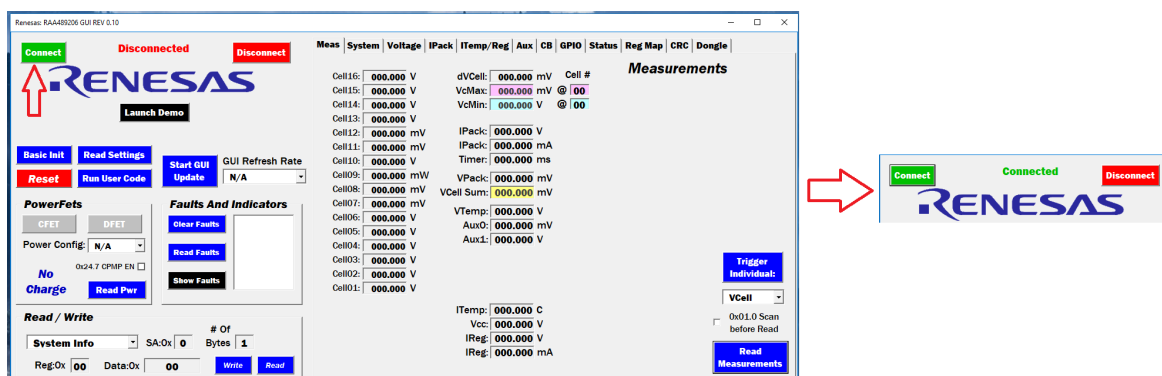 Renesas: RAA489206 GUI REV 0.10
Connect Disconnected Disconnect
RENESAS
Launch Demo
Basic Init Read Settings
Reset Run User Code
Start GUI Update
GUI Refresh Rate
N/A
PowerFets
CFET DFET
Power Config: N/A
0x24.7 CPMP EN
No Charge
Read Pwr
Faults And Indicators
Clear Faults
Read Faults
Show Faults
Read / Write
System Info SA:0x 0
# Of
Bytes 1
Reg:0x 00 Data:0x 00 Write Read
Meas System Voltage IPack ITemp/Reg Aux CB GPIO Status Reg Map CRC Dongle
Measurements
Cell16: 000.000 V
Cell15: 000.000 V
Cell14: 000.000 V
Cell13: 000.000 V
Cell12: 000.000 mV
Cell11: 000.000 mV
Cell10: 000.000 V
Cell09: 000.000 mW
Cell08: 000.000 mV
Cell07: 000.000 mV
Cell06: 000.000 V
Cell05: 000.000 V
Cell04: 000.000 V
Cell03: 000.000 V
Cell02: 000.000 V
Cell01: 000.000 V
dVCell: 000.000 mV Cell #
VcMax: 000.000 mV @ 00
VcMin: 000.000 V @ 00
IPack: 000.000 V
IPack: 000.000 mA
Timer: 000.000 ms
VPack: 000.000 mV
VCell Sum: 000.000 mV
VTemp: 000.000 V
Aux0: 000.000 mV
Aux1: 000.000 V
ITemp: 000.000 C
Vcc: 000.000 V
IReg: 000.000 V
IReg: 000.000 mA
Trigger
Individual:
VCell
0x01.0 Scan
before Read
Read
Measurements
Connect Connected Disconnect
RENESAS